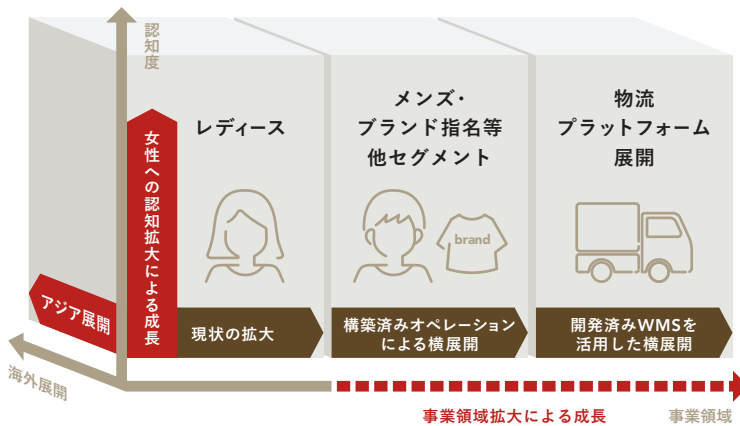 認知度
女性への認知拡大による成長
レディース
メンズ・
ブランド指名等
他セグメント
物流
プラットフォーム
展開
brand
アジア展開
現状の拡大
構築済みオペレーション
による横展開
開発済みWMSを
活用した横展開
海外展開
事業領域拡大による成長
事業領域